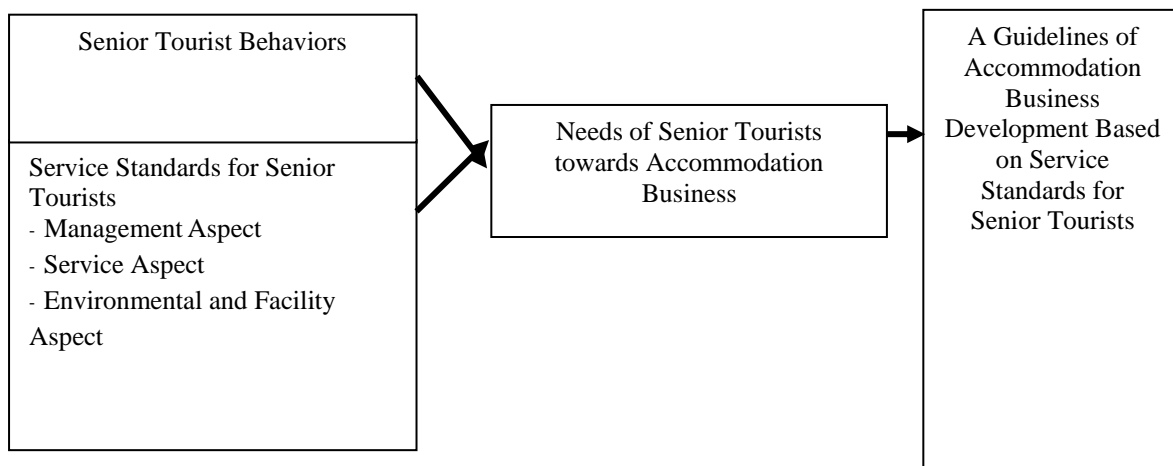 Senior Tourist Behaviors
Service Standards for Senior
Tourists
- Management Aspect
- Service Aspect
- Environmental and Facility
Aspect
Needs of Senior Tourists
towards Accommodation
Business
A Guidelines of
Accommodation
Business
Development Based
on Service
Standards for
Senior Tourists